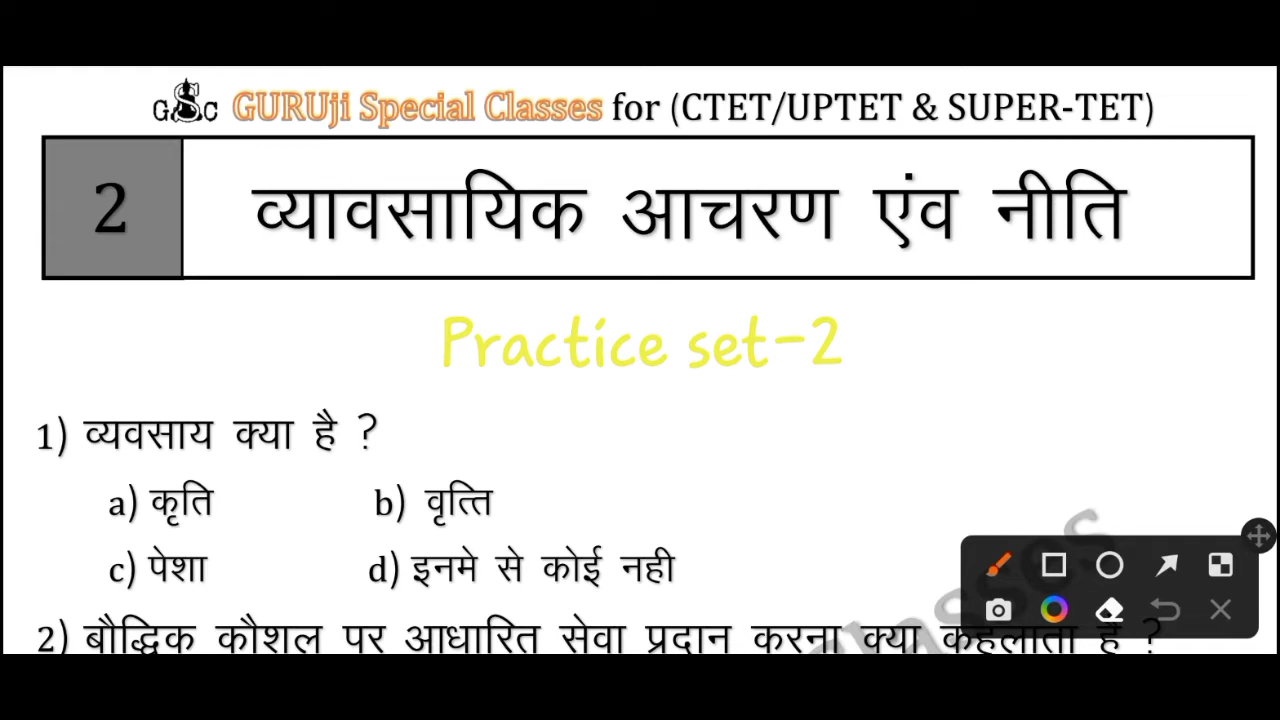 GSC GURUji Special Classes for (CTET/UPTET & SUPER-TET)
2 व्यावसायिक आचरण एंव नीति
Practice set-2
1) व्यवसाय क्या है ?
a) कृति b) वृत्ति
c) पेशा d) इनमे से कोई नही
2) बौद्धिक कौशल पर आधारित सेवा प्रदान करना क्या कहलाता है ?